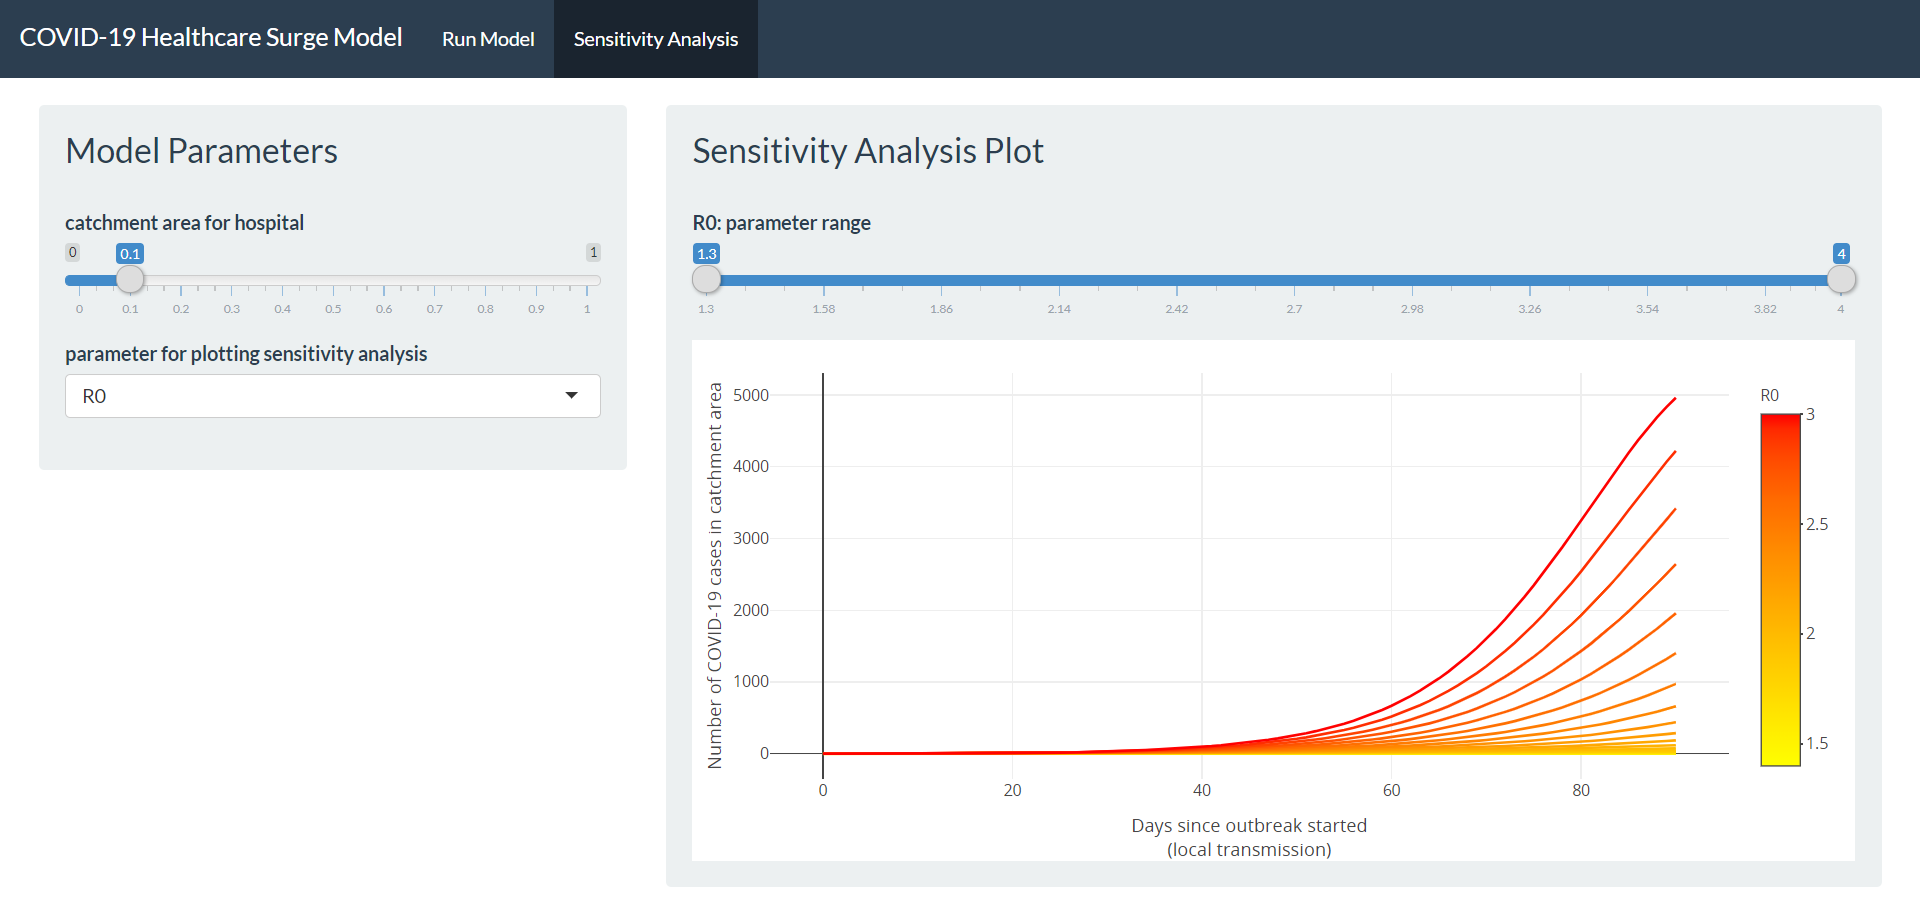 COVID-19 Healthcare Surge Model
Run Model
Sensitivity Analysis
Model Parameters
catchment area for hospital
0 0.1 1
0 0.1 0.2 0.3 0.4 0.5 0.6 0.7 0.8 0.9 1
parameter for plotting sensitivity analysis
R0
Sensitivity Analysis Plot
R0: parameter range
1.3 4
1.3 1.58 1.86 2.14 2.42 2.7 2.98 3.26 3.54 3.82 4
Number of COVID-19 cases in catchment area
5000
4000
3000
2000
1000
0
0 20 40 60 80
Days since outbreak started
(local transmission)
R0
3
2.5
2
1.5